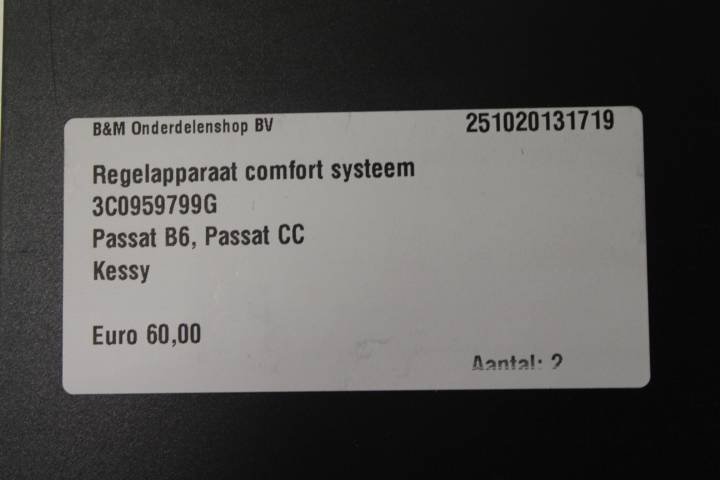 B&M Onderdelenshop BV 251020131719
Regelapparaat comfort systeem
3C0959799G
Passat B6, Passat CC
Kessy
Euro 60,00
Aantal: 2